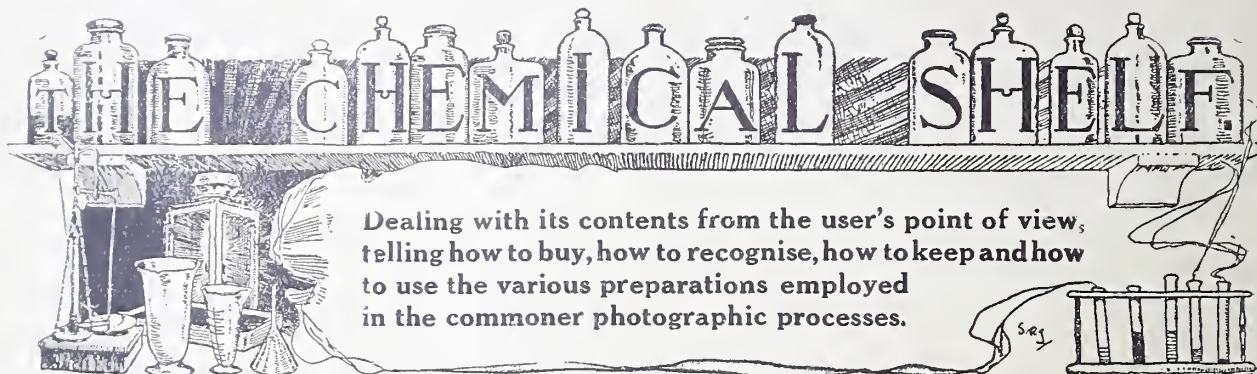 THE CHEMICAL SHELF
Dealing with its contents from the user's point of view,
telling how to buy, how to recognise, how to keep and how
to use the various preparations employed
in the commoner photographic processes.